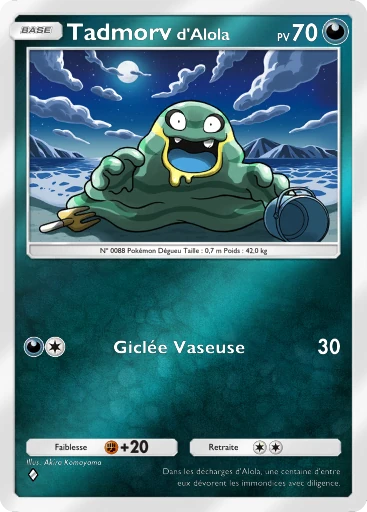 BASE
Tadmorv d'Alola PV 70
N° 0088 Pokémon Dégueu Taille : 0,7 m Poids : 42,0 kg
Giclée Vaseuse 30
Faiblesse +20 Retraite
Illus. Akira Komayama
Dans les décharges d'Alola, une centaine d'entre
eux dévorent les immondices avec diligence.